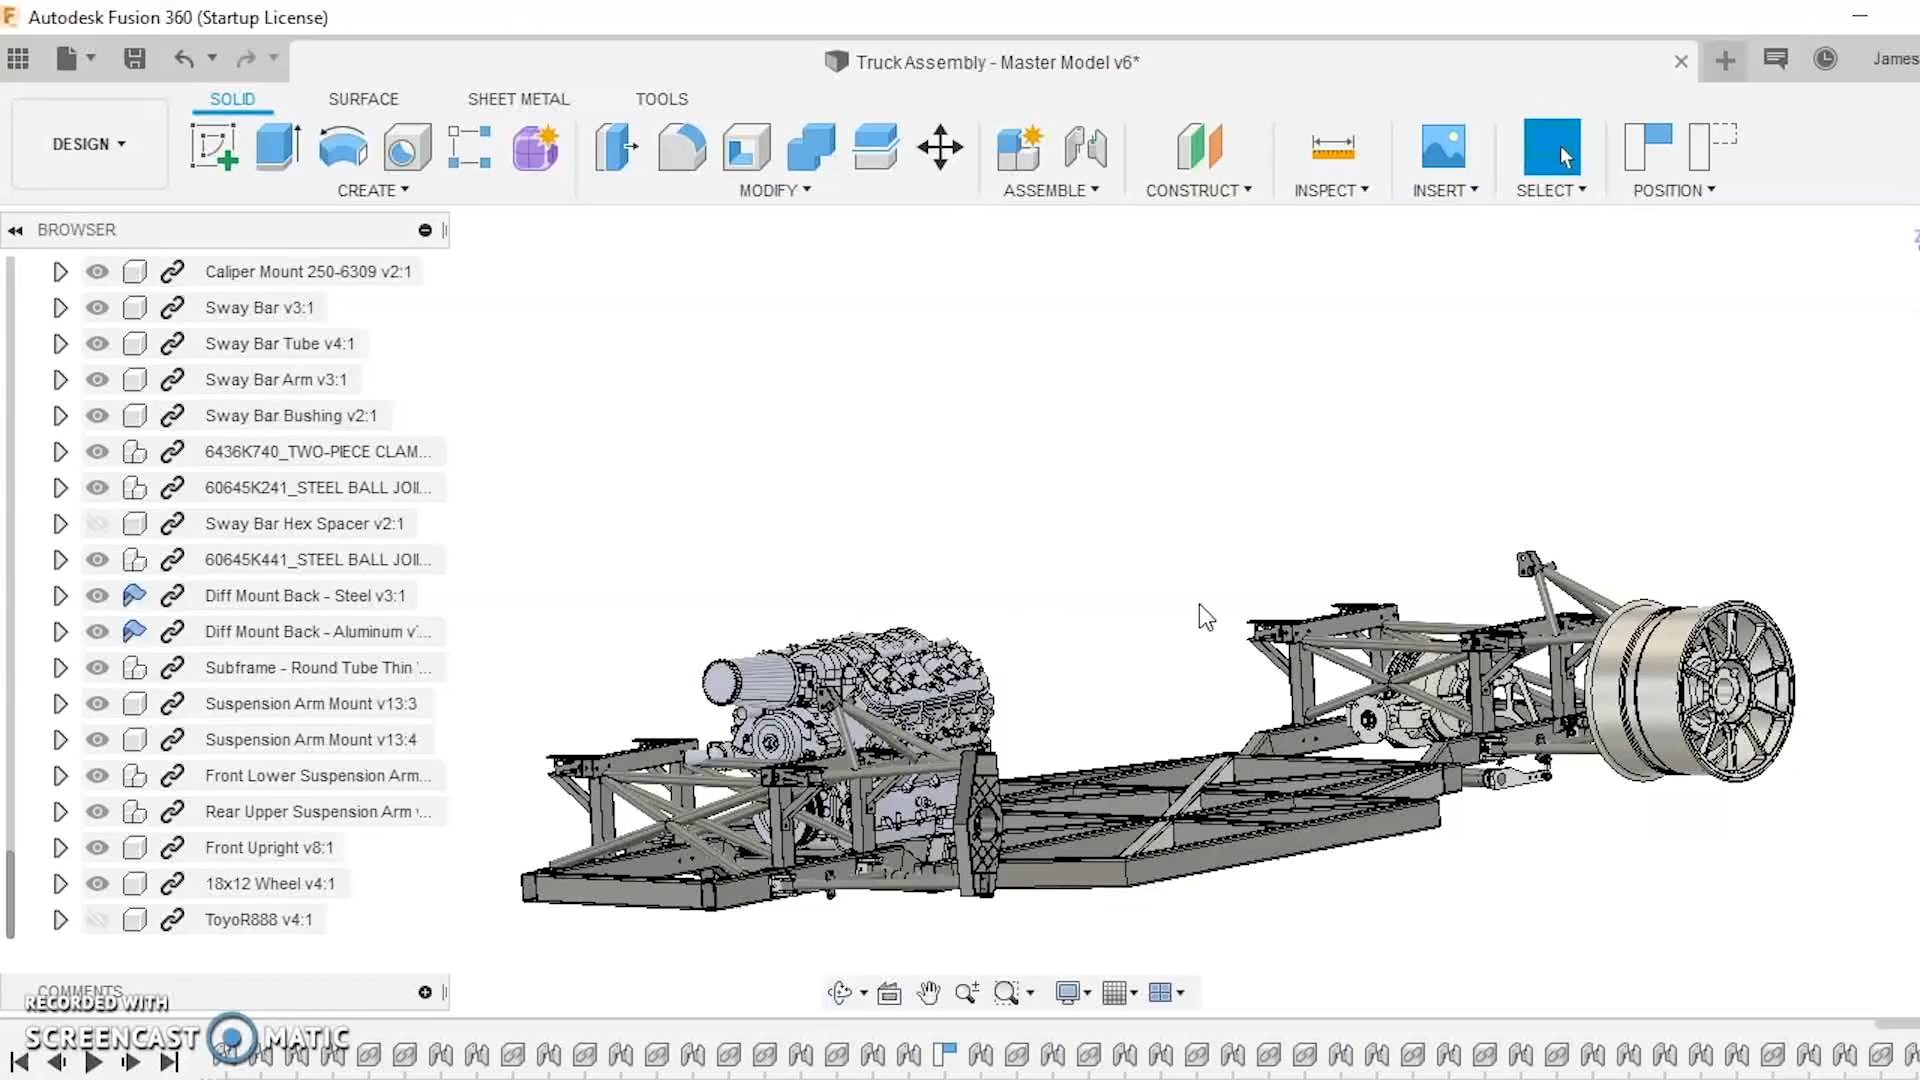 Autodesk Fusion 360 (Startup License)
TruckAssembly - Master Model v6*
James
SOLID
SURFACE
SHEET METAL
TOOLS
DESIGN
CREATE
MODIFY
ASSEMBLE
CONSTRUCT
INSPECT
INSERT
SELECT
POSITION
BROWSER
Caliper Mount 250-6309 v2:1
Sway Bar v3:1
Sway Bar Tube v4:1
Sway Bar Arm v3:1
Sway Bar Bushing v2:1
6436K740_TWO-PIECE CLAM...
60645K241_STEEL BALL JOI...
Sway Bar Hex Spacer v2:1
60645K441_STEEL BALL JOI...
Diff Mount Back - Steel v3:1
Diff Mount Back - Aluminum v...
Subframe - Round Tube Thin ...
Suspension Arm Mount v13:3
Suspension Arm Mount v13:4
Front Lower Suspension Arm...
Rear Upper Suspension Arm ...
Front Upright v8:1
18x12 Wheel v4:1
ToyoR888 v4:1
COMMENTS
RECORDED WITH
SCREENCAST MATIC